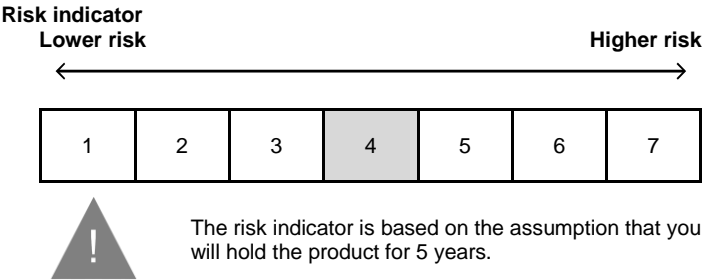 Risk indicator
Lower risk Higher risk
1 2 3 4 5 6 7
!
The risk indicator is based on the assumption that you
will hold the product for 5 years.